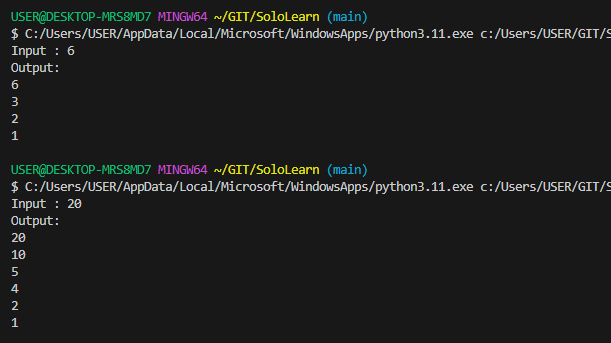 USER@DESKTOP-MRS8MD7 MINGW64 ~/GIT/SoloLearn (main)
$ C:/Users/USER/AppData/Local/Microsoft/WindowsApps/python3.11.exe c:/Users/USER/GIT/S
Input : 6
Output:
6
3
2
1
USER@DESKTOP-MRS8MD7 MINGW64 ~/GIT/SoloLearn (main)
$ C:/Users/USER/AppData/Local/Microsoft/WindowsApps/python3.11.exe c:/Users/USER/GIT/S
Input : 20
Output:
20
10
5
4
2
1